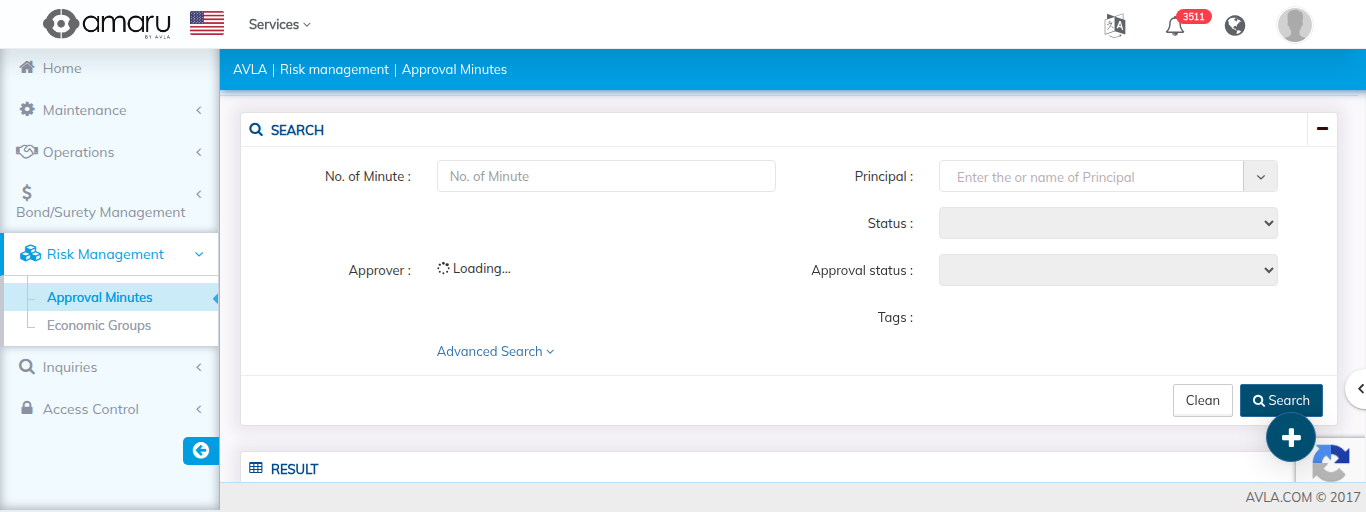 amaru
BY AVLA
Services
3511
Home
Maintenance
Operations
Bond/Surety Management
Risk Management
Approval Minutes
Economic Groups
Inquiries
Access Control
AVLA | Risk management | Approval Minutes
SEARCH
No. of Minute : No. of Minute
Principal : Enter the or name of Principal
Status :
Approver : Loading...
Approval status :
Tags :
Advanced Search
Clean Search
RESULT
AVLA.COM © 2017